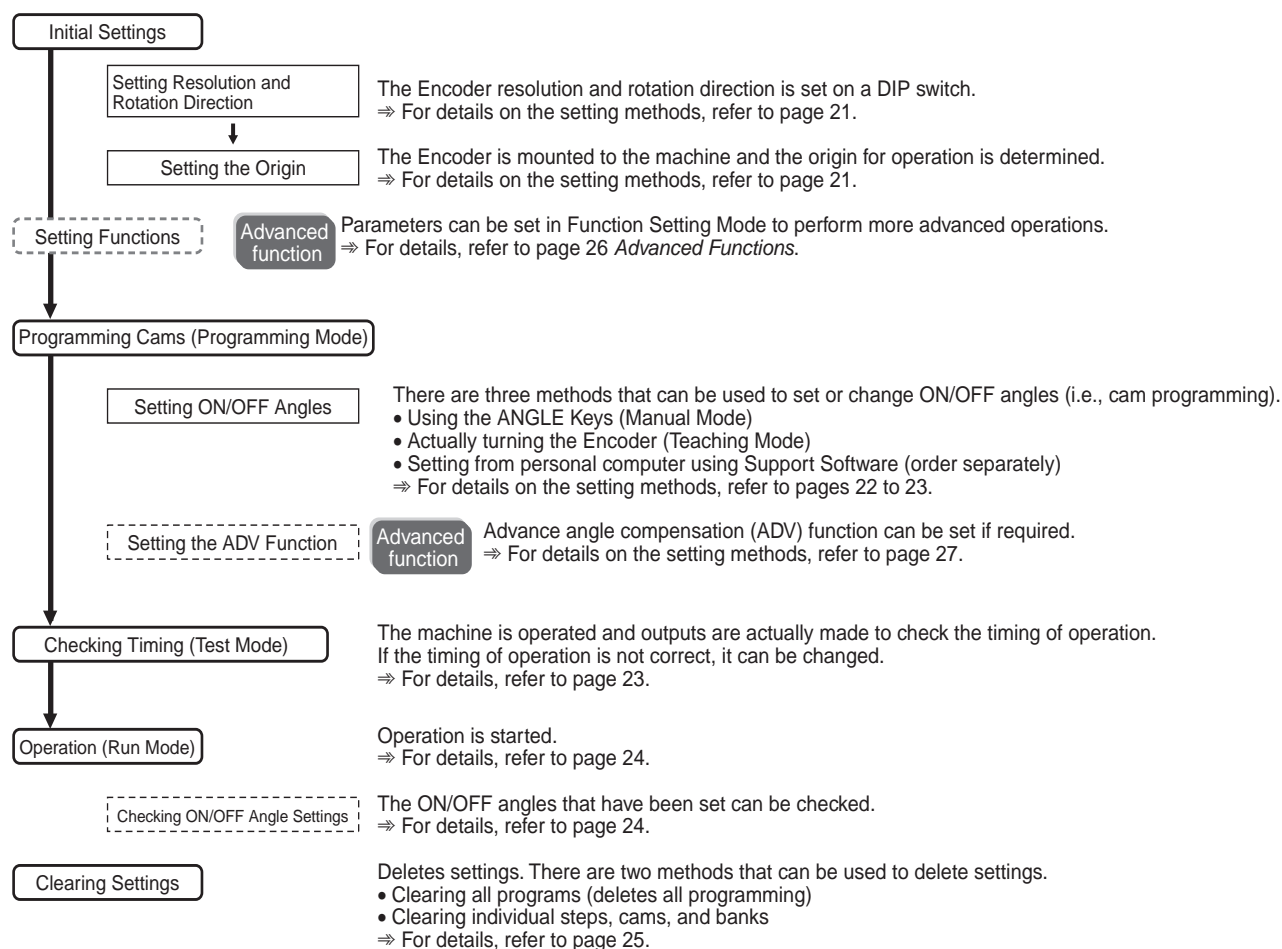 Initial Settings
Setting Resolution and
Rotation Direction
The Encoder resolution and rotation direction is set on a DIP switch.
⇒ For details on the setting methods, refer to page 21.
Setting the Origin
The Encoder is mounted to the machine and the origin for operation is determined.
⇒ For details on the setting methods, refer to page 21.
Setting Functions
Advanced
function
Parameters can be set in Function Setting Mode to perform more advanced operations.
⇒ For details, refer to page 26 Advanced Functions.
Programming Cams (Programming Mode)
Setting ON/OFF Angles
There are three methods that can be used to set or change ON/OFF angles (i.e., cam programming).
• Using the ANGLE Keys (Manual Mode)
• Actually turning the Encoder (Teaching Mode)
• Setting from personal computer using Support Software (order separately)
⇒ For details on the setting methods, refer to pages 22 to 23.
Setting the ADV Function
Advanced
function
Advance angle compensation (ADV) function can be set if required.
⇒ For details on the setting methods, refer to page 27.
Checking Timing (Test Mode)
The machine is operated and outputs are actually made to check the timing of operation.
If the timing of operation is not correct, it can be changed.
⇒ For details, refer to page 23.
Operation (Run Mode)
Operation is started.
⇒ For details, refer to page 24.
Checking ON/OFF Angle Settings
The ON/OFF angles that have been set can be checked.
⇒ For details, refer to page 24.
Clearing Settings
Deletes settings. There are two methods that can be used to delete settings.
• Clearing all programs (deletes all programming)
• Clearing individual steps, cams, and banks
⇒ For details, refer to page 25.